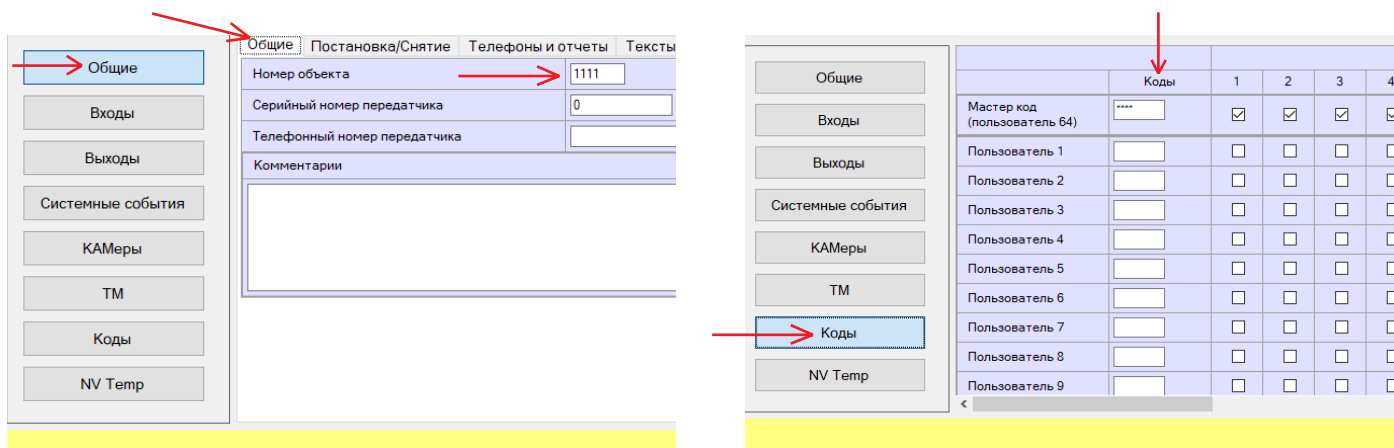 Общие
Входы
Выходы
Системные события
КАМеры
ТМ
Коды
NV Temp
Общие Постановка/Снятие Телефоны и отчеты Тексты
Номер объекта 1111
Серийный номер передатчика 0
Телефонный номер передатчика
Комментарии
Общие
Входы
Выходы
Системные события
КАМеры
ТМ
Коды
NV Temp
Коды 1 2 3 4
Мастер код
(пользователь 64) ****
Пользователь 1
Пользователь 2
Пользователь 3
Пользователь 4
Пользователь 5
Пользователь 6
Пользователь 7
Пользователь 8
Пользователь 9